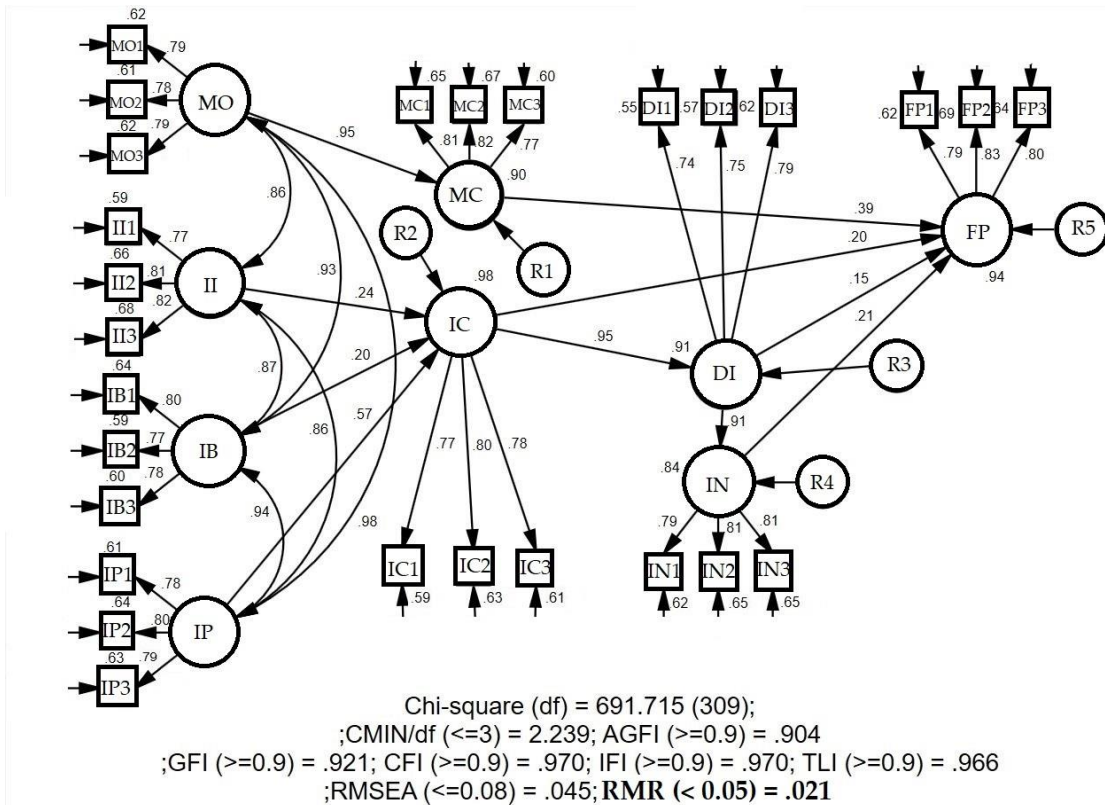 .62
MO1
.79
.61
MO2
.78
.62
MO3
.79
MO
.59
II1
.77
.66
II2
.81
.68
II3
.82
II
.64
IB1
.80
.59
IB2
.77
.60
IB3
.78
IB
.61
IP1
.78
.64
IP2
.80
.63
IP3
.79
IP
.86
.93
.87
.86
.94
.98
.95
.24
.20
.57
.65
MC1
.67
MC2
.60
MC3
.81
.82
.77
MC
.90
R1
R2
.98
IC
.77
.80
.78
IC1
IC2
IC3
.59
.63
.61
.55
DI1
.57
DI2
.62
DI3
.74
.75
.79
.95
.91
DI
R3
.91
.84
IN
R4
.79
.81
.81
IN1
IN2
IN3
.62
.65
.65
.39
.20
.15
.21
.62
FP1
.69
FP2
.64
FP3
.79
.83
.80
FP
.94
R5
Chi-square (df) = 691.715 (309);
;CMIN/df (<=3) = 2.239; AGFI (>=0.9) = .904
;GFI (>=0.9) = .921; CFI (>=0.9) = .970; IFI (>=0.9) = .970; TLI (>=0.9) = .966
;RMSEA (<=0.08) = .045; RMR (< 0.05) = .021